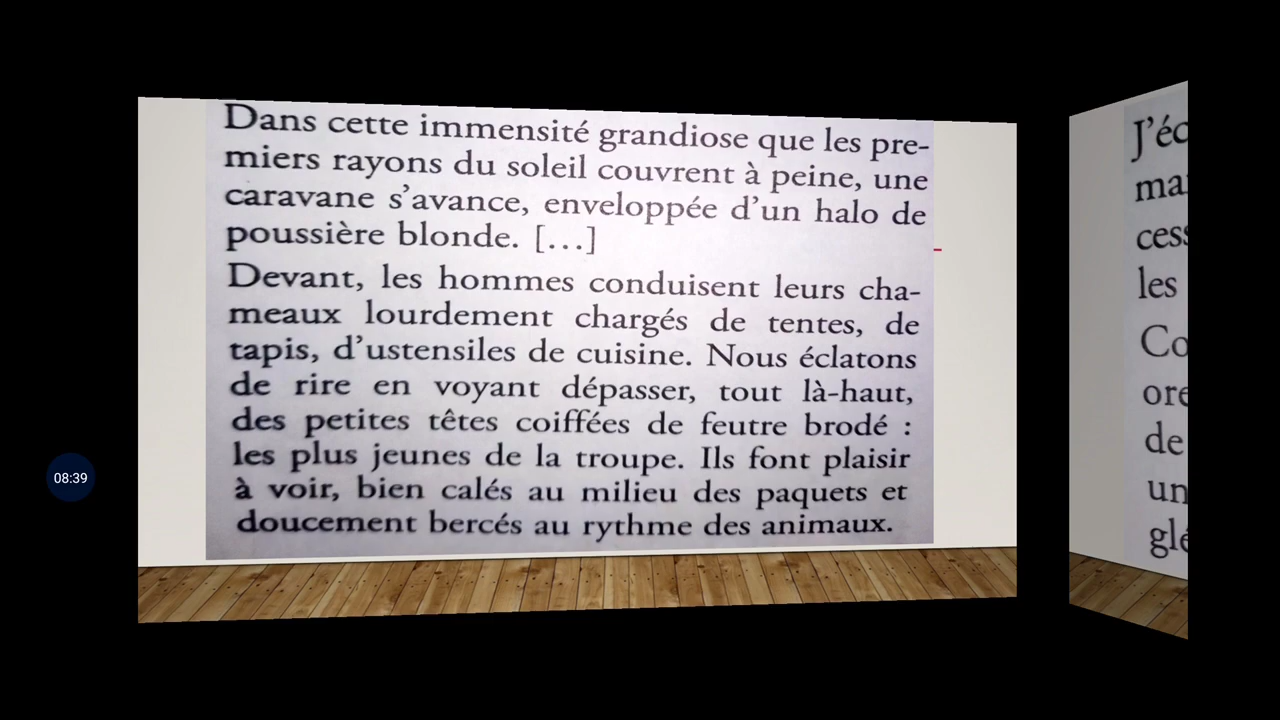 Dans cette immensité grandiose que les pre-
miers rayons du soleil couvrent à peine, une
caravane s'avance, enveloppée d'un halo de
poussière blonde. […]
Devant, les hommes conduisent leurs cha-
meaux lourdement chargés de tentes, de
tapis, d'ustensiles de cuisine. Nous éclatons
de rire en voyant dépasser, tout là-haut,
des petites têtes coiffées de feutre brodé :
les plus jeunes de la troupe. Ils font plaisir
à voir, bien calés au milieu des paquets et
doucement bercés au rythme des animaux.
les
de
08:39